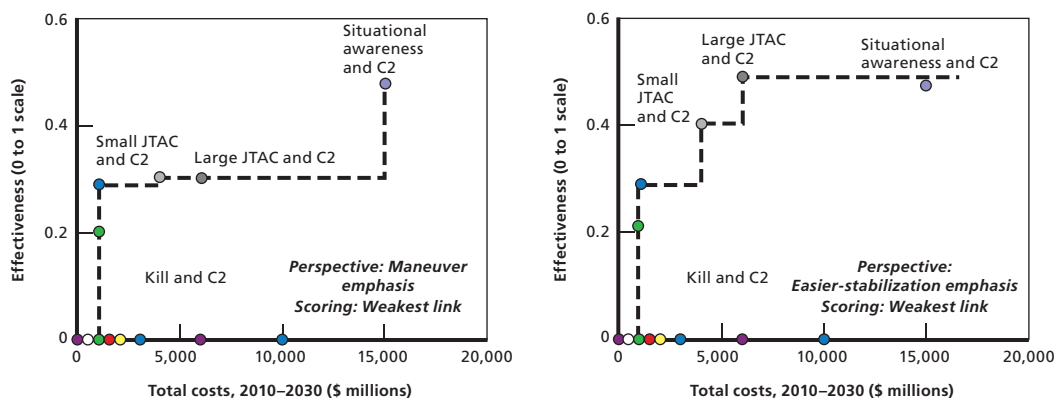 0.6
0.4
0.2
0
Effectiveness (0 to 1 scale)
Situational
awareness
and C2
Small JTAC
and C2
Large JTAC and C2
Kill and C2
Perspective: Maneuver
emphasis
Scoring: Weakest link
0
5,000
10,000
15,000
20,000
Total costs, 2010–2030 ($ millions)
0.6
0.4
0.2
0
Effectiveness (0 to 1 scale)
Large JTAC
and C2
Situational
awareness and C2
Small
JTAC
and C2
Kill and C2
Perspective:
Easier-stabilization emphasis
Scoring: Weakest link
0
5,000
10,000
15,000
20,000
Total costs, 2010–2030 ($ millions)